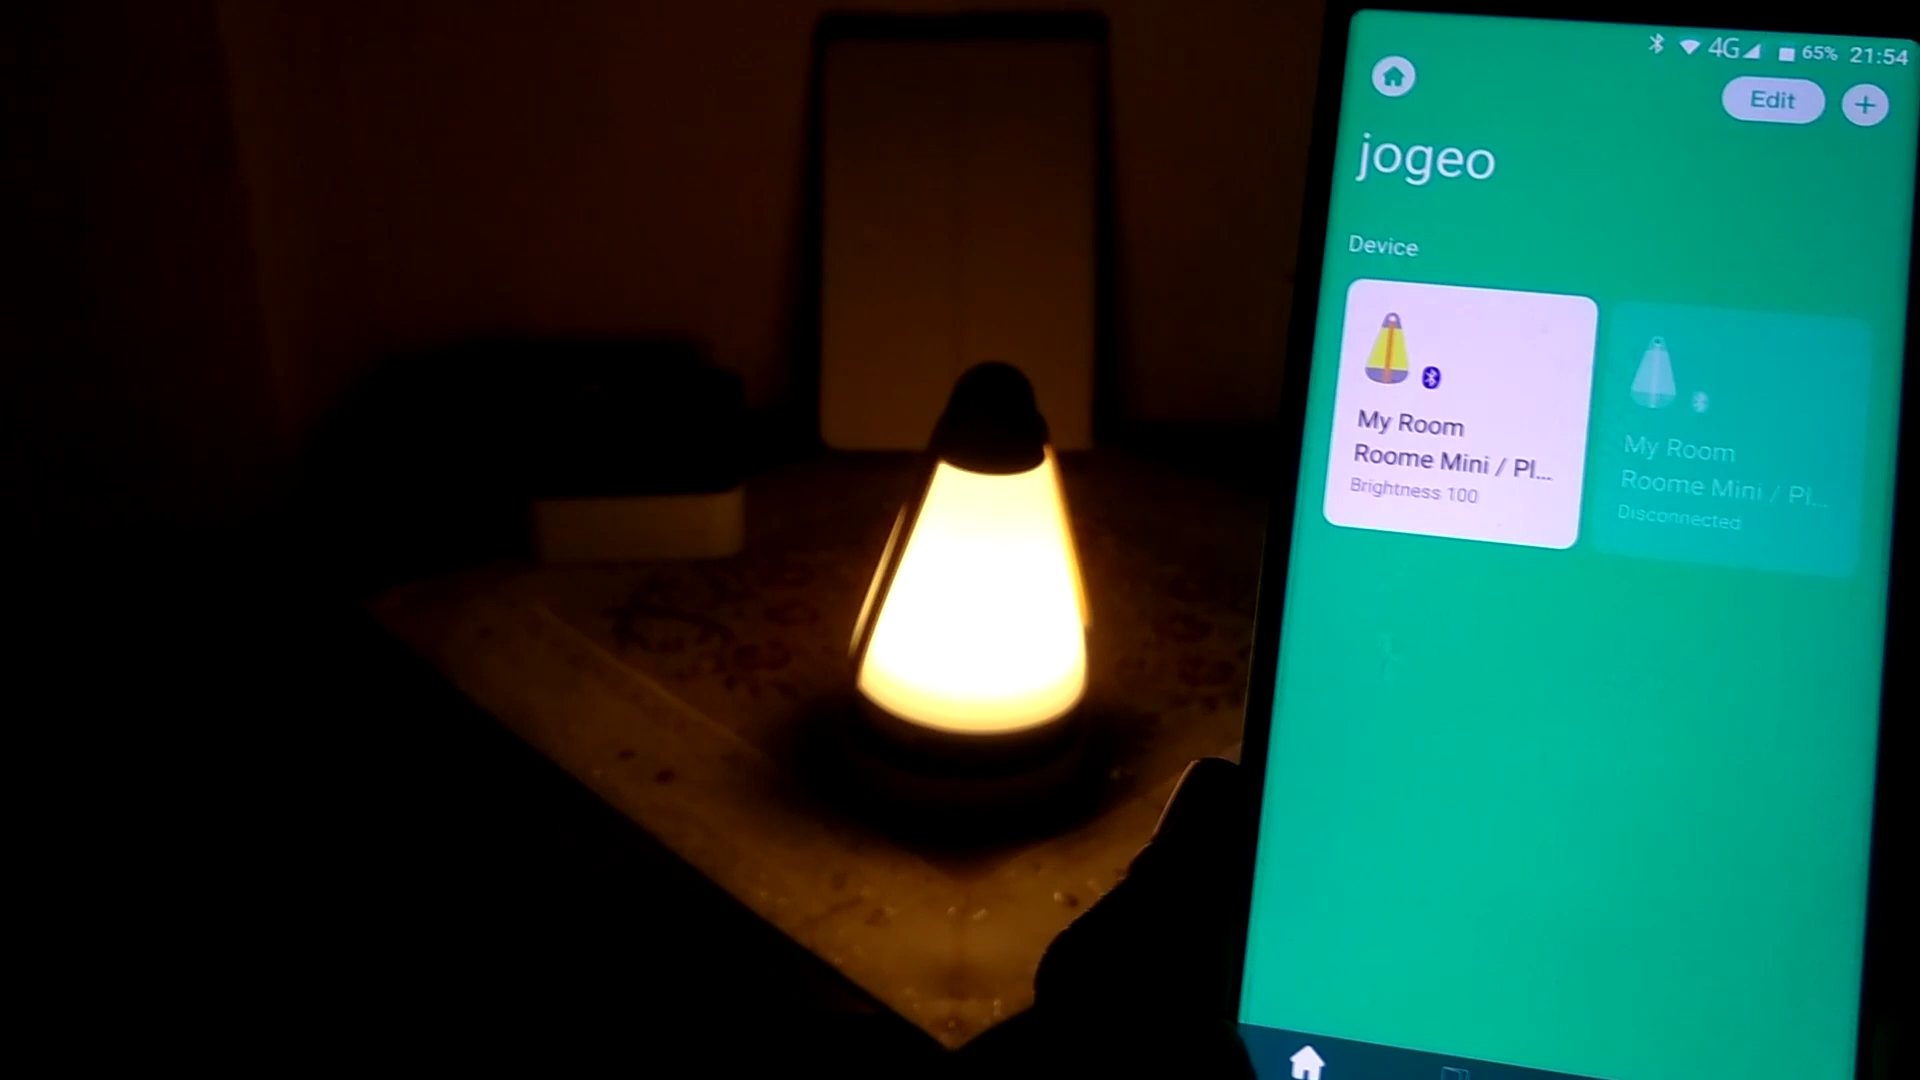 4G 65% 21:54
Edit +
jogeo
Device
My Room
Roome Mini / Pl...
Brightness 100
My Room
Roome Mini / Pl...
Disconnected